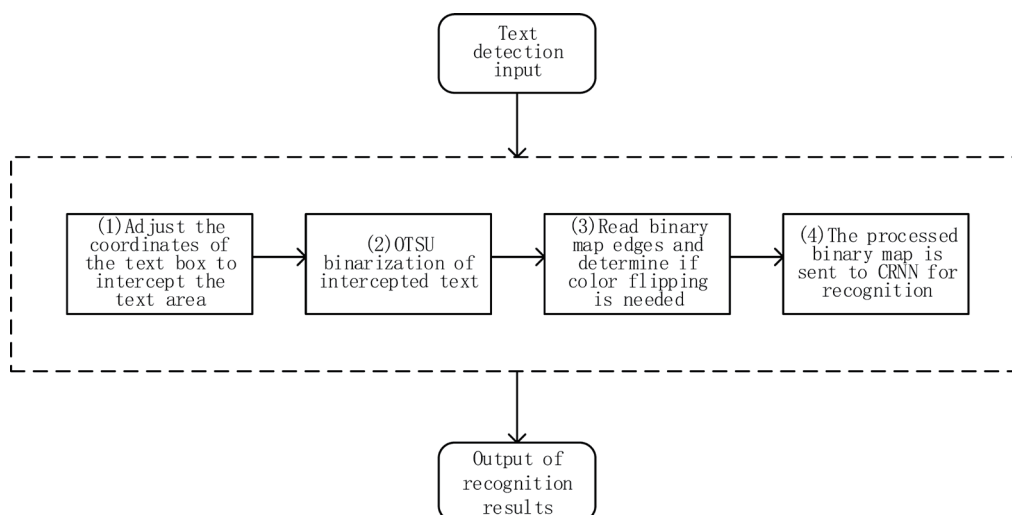 Text
detection
input
(1)Adjust the
coordinates of
the text box to
intercept the
text area
(2)OTSU
binarization of
intercepted text
(3)Read binary
map edges and
determine if
color flipping
is needed
(4)The processed
binary map is
sent to CRNN for
recognition
Output of
recognition
results